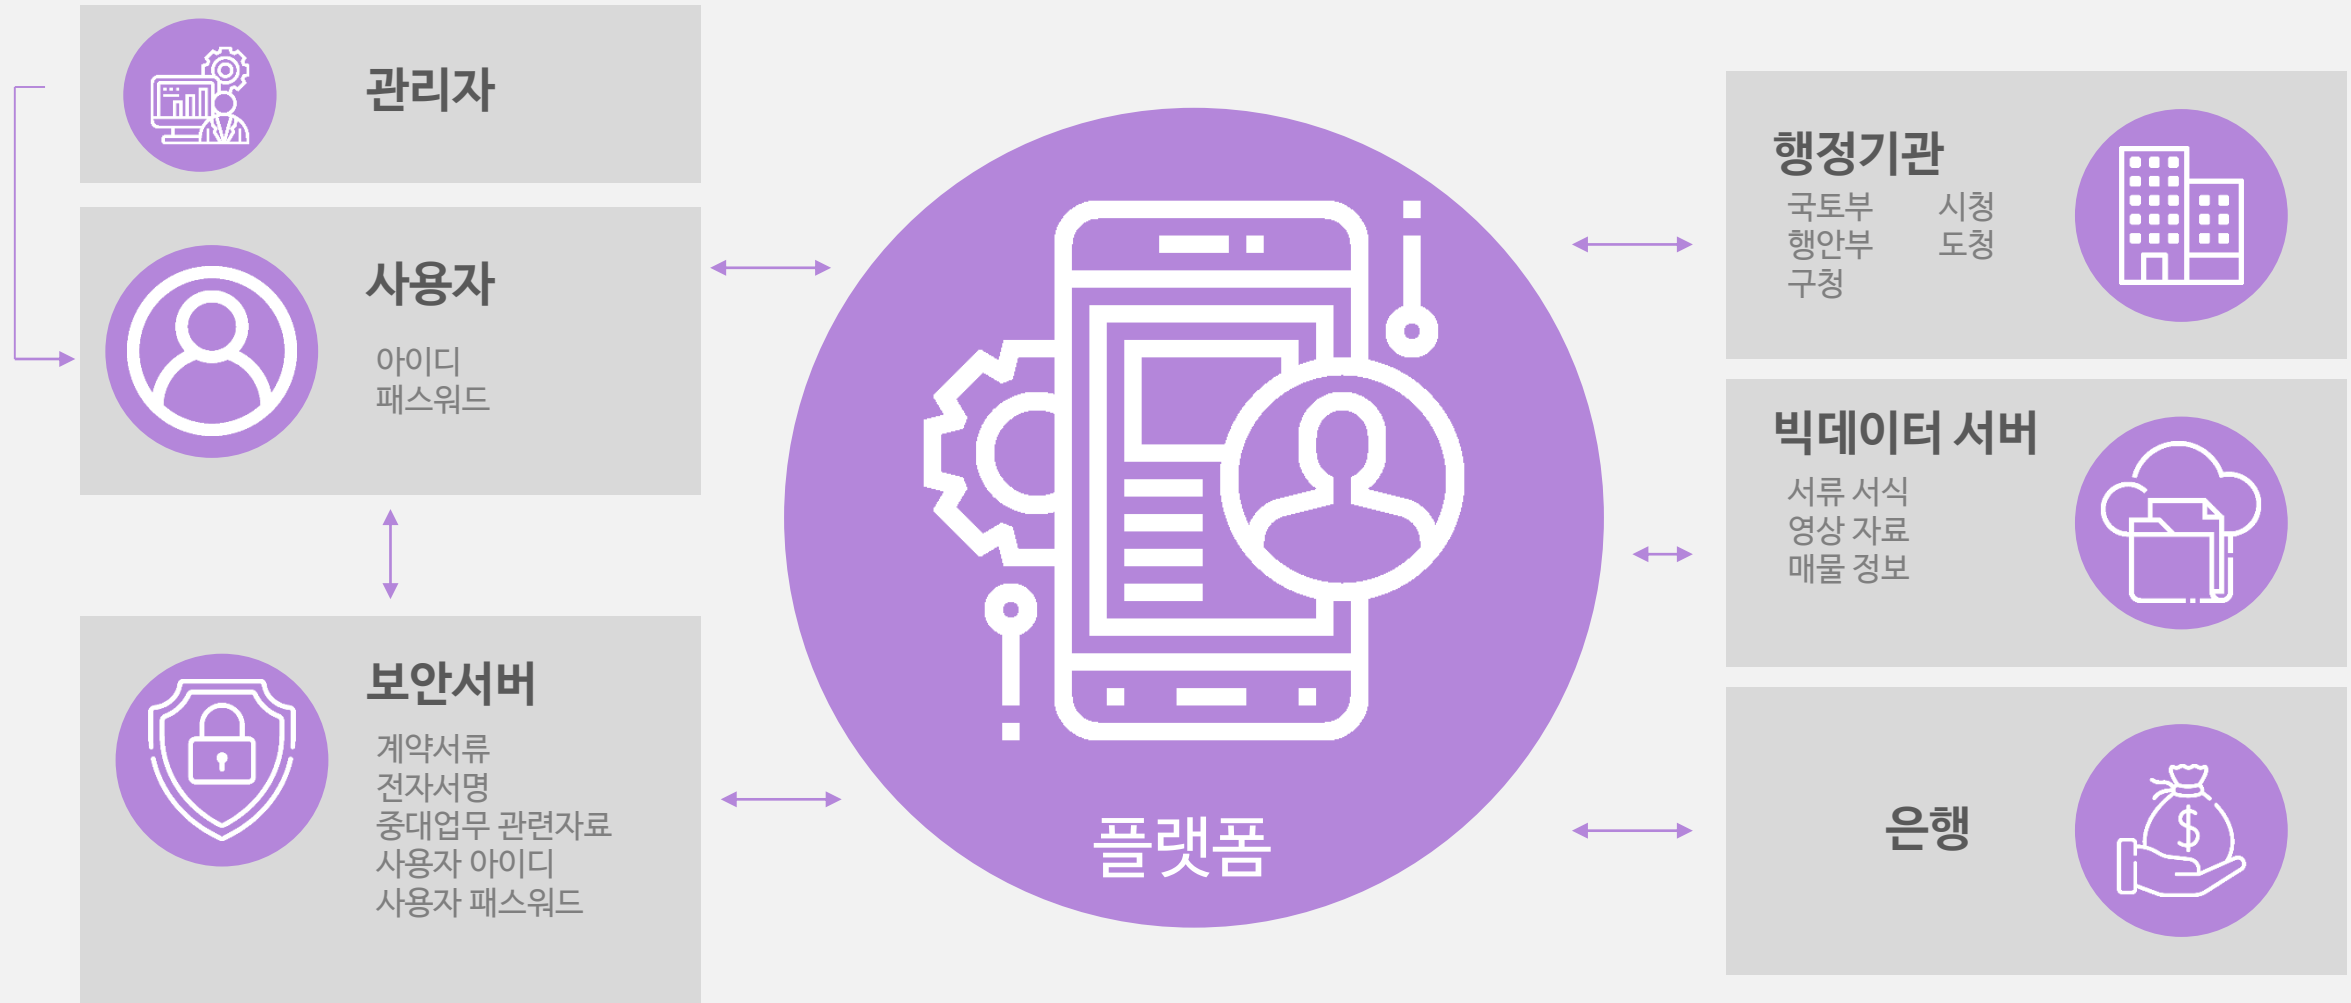 관리자
사용자
아이디
패스워드
보안서버
계약서류
전자서명
중대업무 관련자료
사용자 아이디
사용자 패스워드
플랫폼
행정기관
국토부 시청
행안부 도청
구청
빅데이터 서버
서류 서식
영상 자료
매물 정보
은행
$